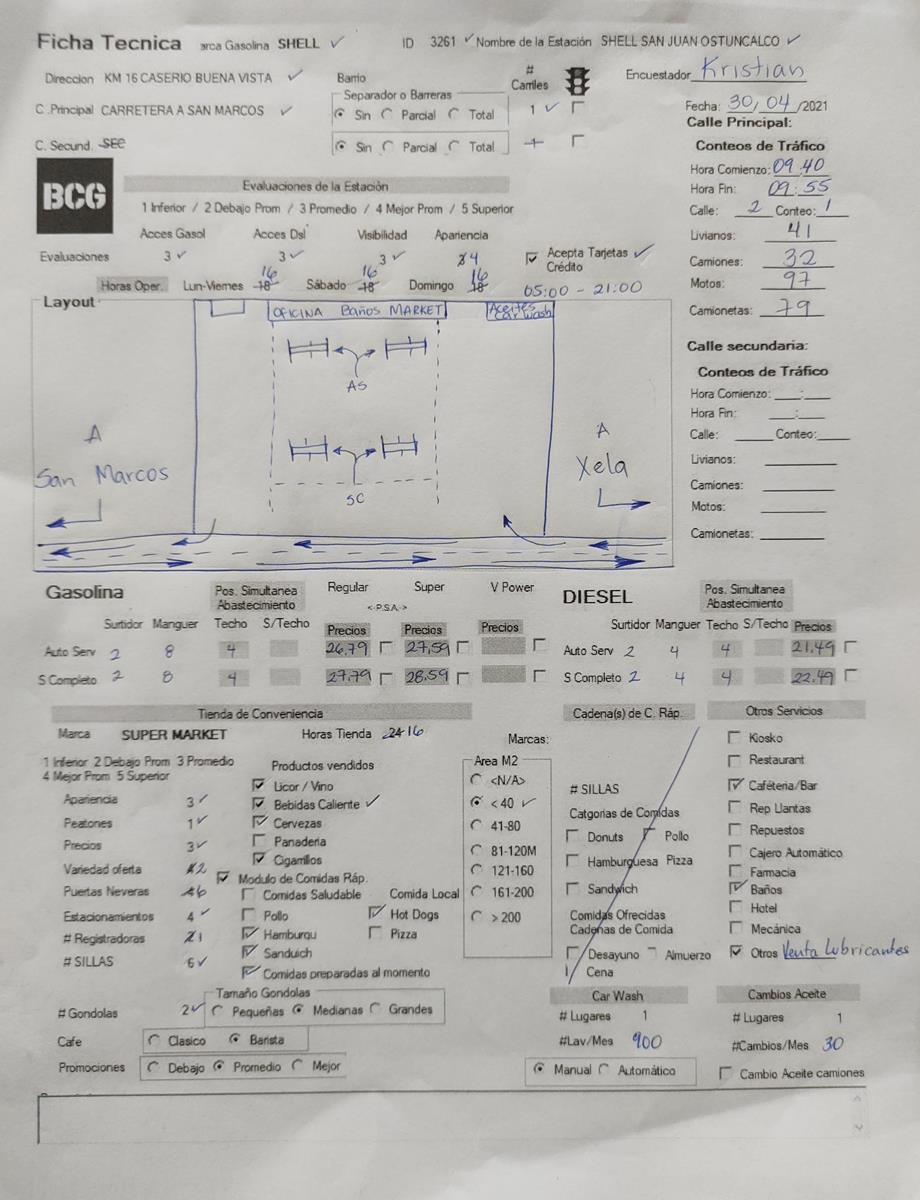 Ficha Tecnica arca Gasolina SHELL ✓ ID 3261 ✓ Nombre de la Estación SHELL SAN JUAN OSTUNCALCO ✓
Direccion KM 16 CASERIO BUENA VISTA ✓ Barrio # Carriles Encuestador Kristian
C .Principal CARRETERA A SAN MARCOS ✓ Separador o Barreras Sin Parcial Total 1 ✓ Fecha: 30/04/2021
C. Secund. SEC Sin Parcial Total
Calle Principal:
Conteos de Tráfico
Hora Comienzo: 09:40
Hora Fin: 09:55
Calle: 2 Conteo: 1
Livianos: 41
Camiones: 32
Motos: 97
Camionetas: 79
BCG
Evaluaciones de la Estación
1 Inferior / 2 Debajo Prom / 3 Promedio / 4 Mejor Prom / 5 Superior
Acces Gasol Acces Dsl Visibilidad Apariencia
Evaluaciones 3 ✓ 3 ✓ 3 ✓ 4 Acepta Tarjetas Crédito ✓
Horas Oper. Lun-Viernes 18 16 Sábado 18 16 Domingo 18 16 05:00 - 21:00
Layout
OFICINA Baños MARKET Aceites Car wash
AS
A San Marcos
A Xela
SC
Calle secundaria:
Conteos de Tráfico
Hora Comienzo: __:__
Hora Fin: __:__
Calle: ____ Conteo:____
Livianos: ____
Camiones: ____
Motos: ____
Camionetas: ____
Gasolina Pos. Simultanea Abastecimiento Regular Super V Power
<-P.S.A.->
Surtidor Manguer Techo S/Techo Precios Precios Precios
Auto Serv 2 8 4 26.79 27.59
S Completo 2 8 4 27.79 28.59
DIESEL Pos. Simultanea Abastecimiento
Surtidor Manguer Techo S/Techo Precios
Auto Serv 2 4 4 21.49
S Completo 2 4 4 22.49
Tienda de Conveniencia
Marca SUPER MARKET Horas Tienda 24 16
1 Inferior 2 Debajo Prom 3 Promedio
4 Mejor Prom 5 Superior
Apariencia 3 ✓
Peatones 1 ✓
Precios 3 ✓
Variedad oferta 2
Puertas Neveras 6
Estacionamientos 4 ✓
# Registradoras 1
# SILLAS 6 ✓
# Gondolas 2 ✓
Tamaño Gondolas
Pequeñas Medianas Grandes
Cafe Clasico Barista
Promociones Debajo Promedio Mejor
Productos vendidos
Licor / Vino
Bebidas Caliente ✓
Cervezas
Panaderia
Cigarrillos
Modulo de Comidas Ráp.
Comidas Saludable Comida Local
Pollo Hot Dogs
Hamburqu Pizza
Sanduich
Comidas preparadas al momento
Marcas:
Area M2
<N/A>
< 40 ✓
41-80
81-120M
121-160
161-200
> 200
Cadena(s) de C. Ráp.
# SILLAS
Catgorias de Comidas
Donuts Pollo
Hamburguesa Pizza
Sandwich
Comidas Ofrecidas
Cadenas de Comida
Desayuno Almuerzo
Cena
Otros Servicios
Kiosko
Restaurant
Caféteria/Bar
Rep Llantas
Repuestos
Cajero Automático
Farmacia
Baños
Hotel
Mecánica
Otros Venta Lubricantes
Car Wash
# Lugares 1
#Lav/Mes 900
Manual Automático
Cambios Aceite
# Lugares 1
#Cambios/Mes 30
Cambio Aceite camiones